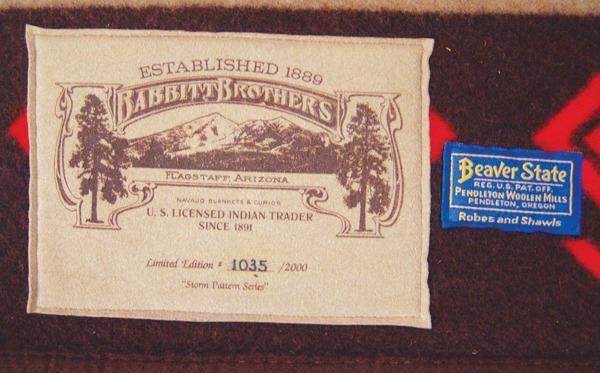 ESTABLISHED 1889
BABBITT BROTHERS
FLAGSTAFF, ARIZONA
NAVAJO BLANKETS & CURIOS
U.S. LICENSED INDIAN TRADER
SINCE 1891
Limited Edition # 1035 /2000
"Storm Pattern Series"
Beaver State
REG. U.S. PAT. OFF.
PENDLETON WOOLEN MILLS
PENDLETON, OREGON
Robes and Shawls